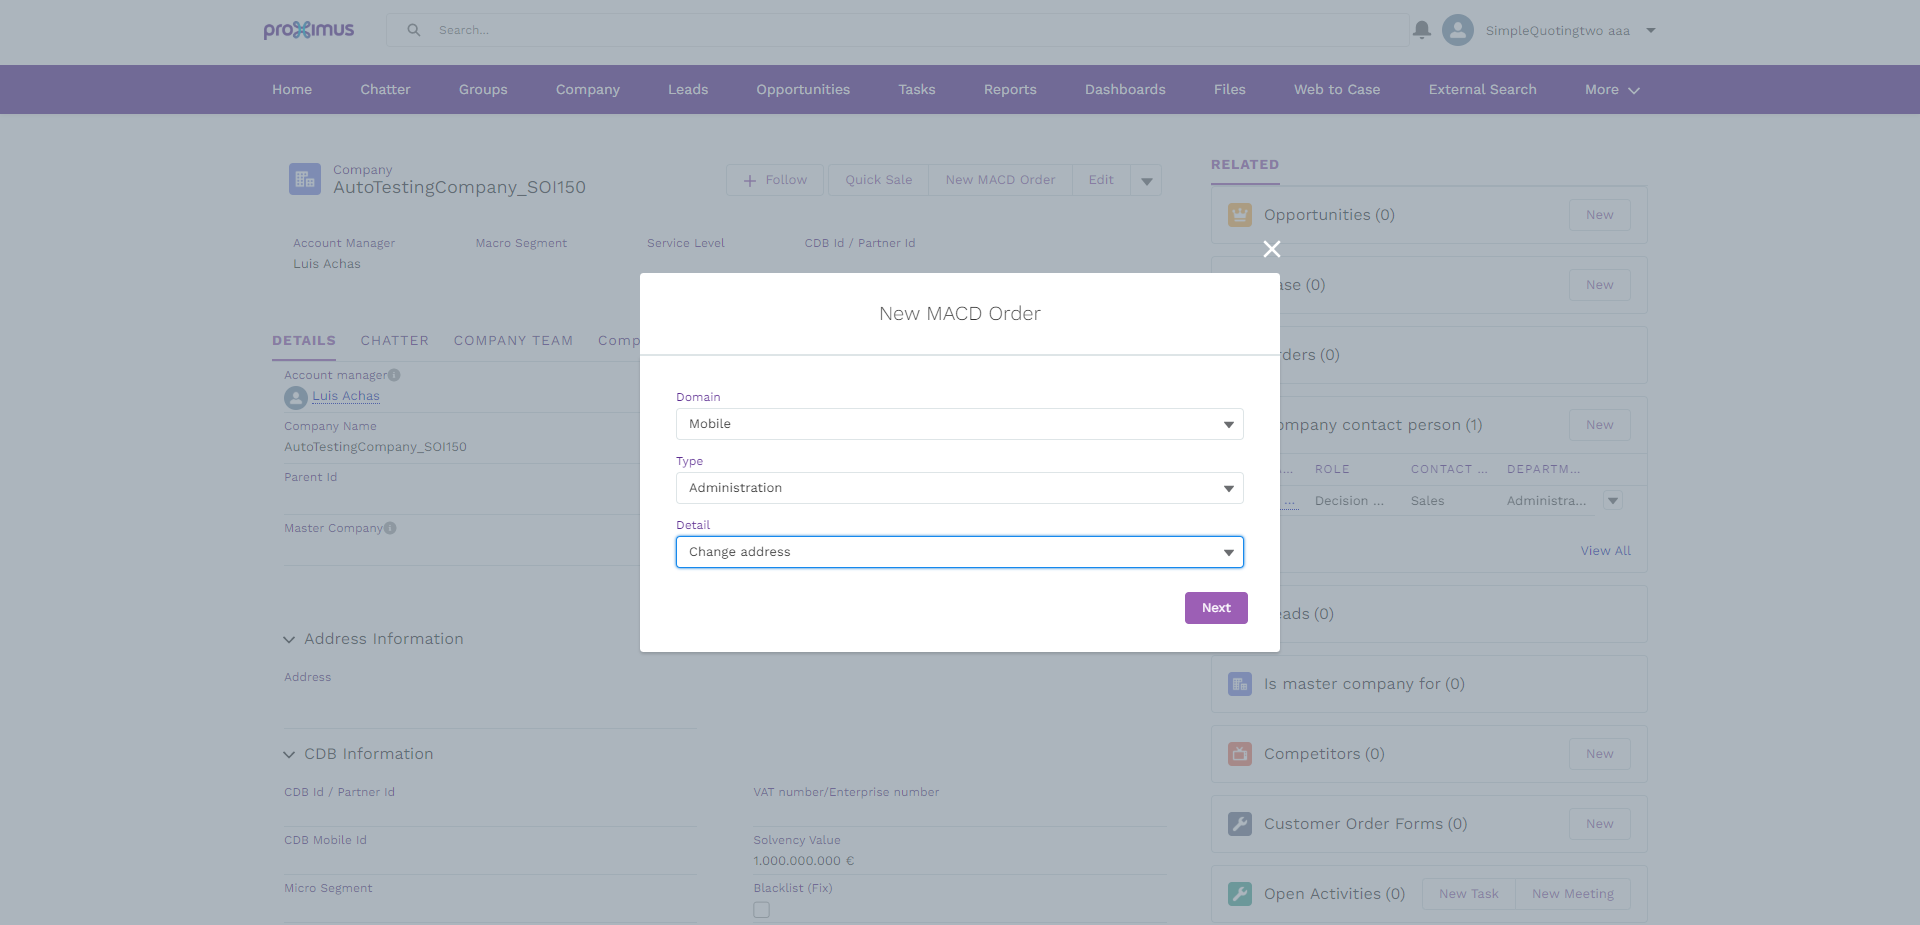 proximus
Search...
SimpleQuotingtwo aaa
Home Chatter Groups Company Leads Opportunities Tasks Reports Dashboards Files Web to Case External Search More
Company
AutoTestingCompany_SOI150
Follow Quick Sale New MACD Order Edit
Account Manager Macro Segment Service Level CDB Id / Partner Id
Luis Achas
DETAILS CHATTER COMPANY TEAM Comp
Account manager
Luis Achas
Company Name
AutoTestingCompany_SOI150
Parent Id
Master Company
Address Information
Address
CDB Information
CDB Id / Partner Id VAT number/Enterprise number
CDB Mobile Id Solvency Value
1.000.000.000 €
Micro Segment Blacklist (Fix)
New MACD Order
Domain
Mobile
Type
Administration
Detail
Change address
Next
RELATED
Opportunities (0) New
ase (0) New
rders (0)
ompany contact person (1) New
... ROLE CONTACT ... DEPARTM...
... Decision ... Sales Administra...
View All
eads (0)
Is master company for (0)
Competitors (0) New
Customer Order Forms (0) New
Open Activities (0) New Task New Meeting